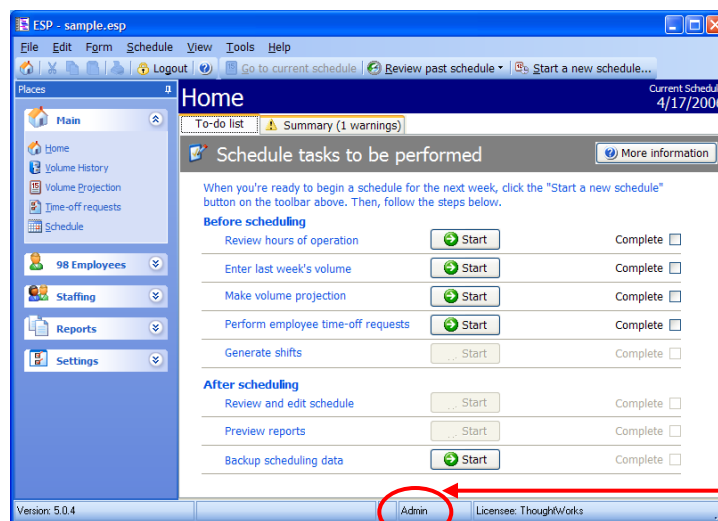 ESP - sample.esp
File Edit Form Schedule View Tools Help
Logout Go to current schedule Review past schedule Start a new schedule...
Places
Main
Home
Volume History
Volume Projection
Time-off requests
Schedule
98 Employees
Staffing
Reports
Settings
Home
Current Schedul
4/17/2006
To-do list Summary (1 warnings)
Schedule tasks to be performed More information
When you're ready to begin a schedule for the next week, click the "Start a new schedule"
button on the toolbar above. Then, follow the steps below.
Before scheduling
Review hours of operation Start Complete
Enter last week's volume Start Complete
Make volume projection Start Complete
Perform employee time-off requests Start Complete
Generate shifts Start Complete
After scheduling
Review and edit schedule Start Complete
Preview reports Start Complete
Backup scheduling data Start Complete
Version: 5.0.4 Admin Licensee: ThoughtWorks